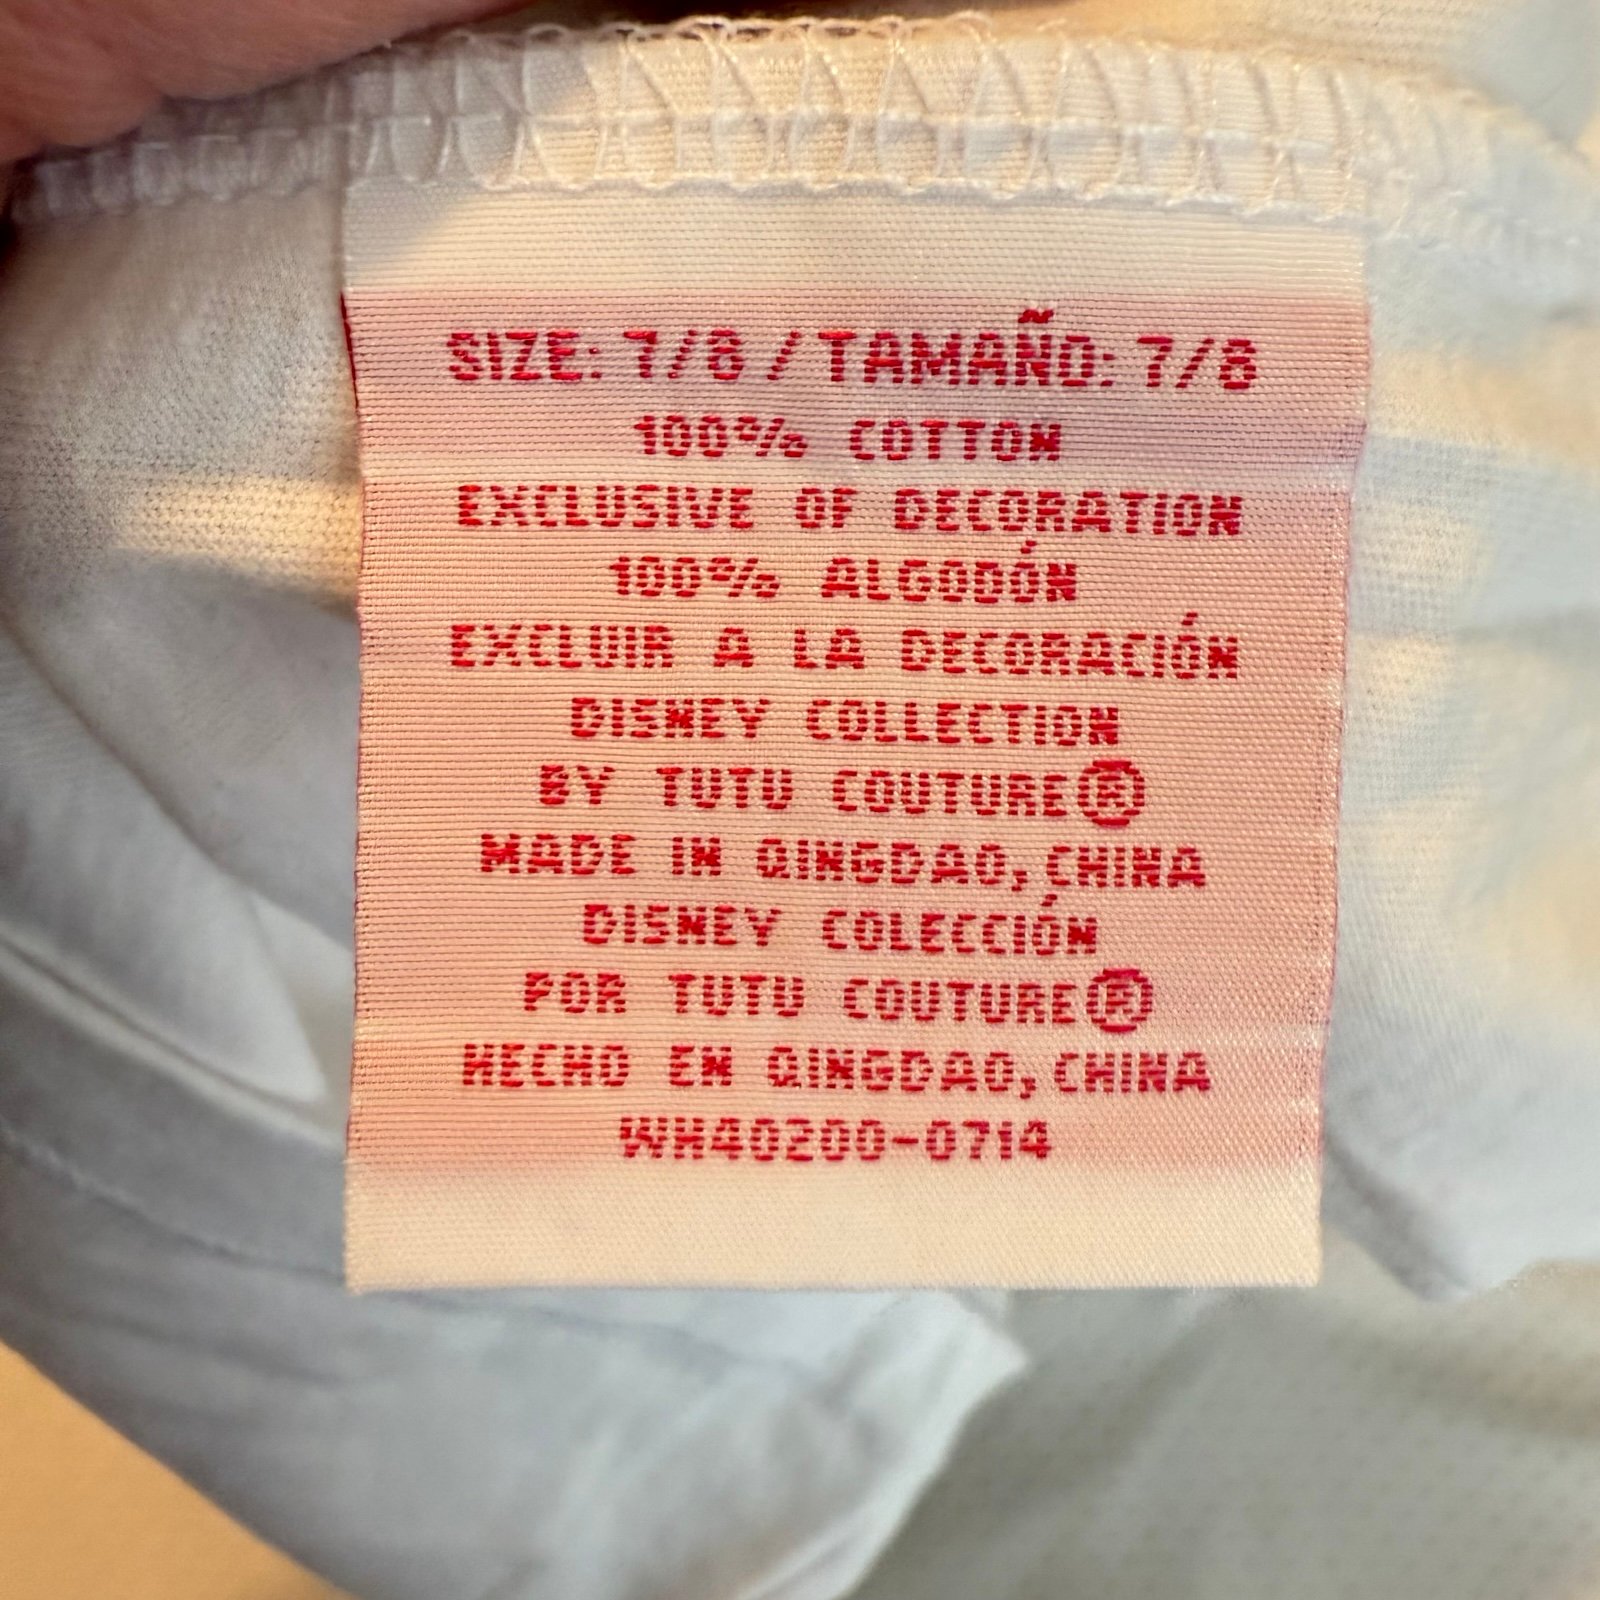 SIZE: 7/8 / TAMAÑO: 7/8
100% COTTON
EXCLUSIVE OF DECORATION
100% ALGODÓN
EXCLUIR A LA DECORACIÓN
DISNEY COLLECTION
BY TUTU COUTURE®
MADE IN QINGDAO, CHINA
DISNEY COLECCIÓN
POR TUTU COUTURE®
HECHO EN QINGDAO, CHINA
WH40200-0714